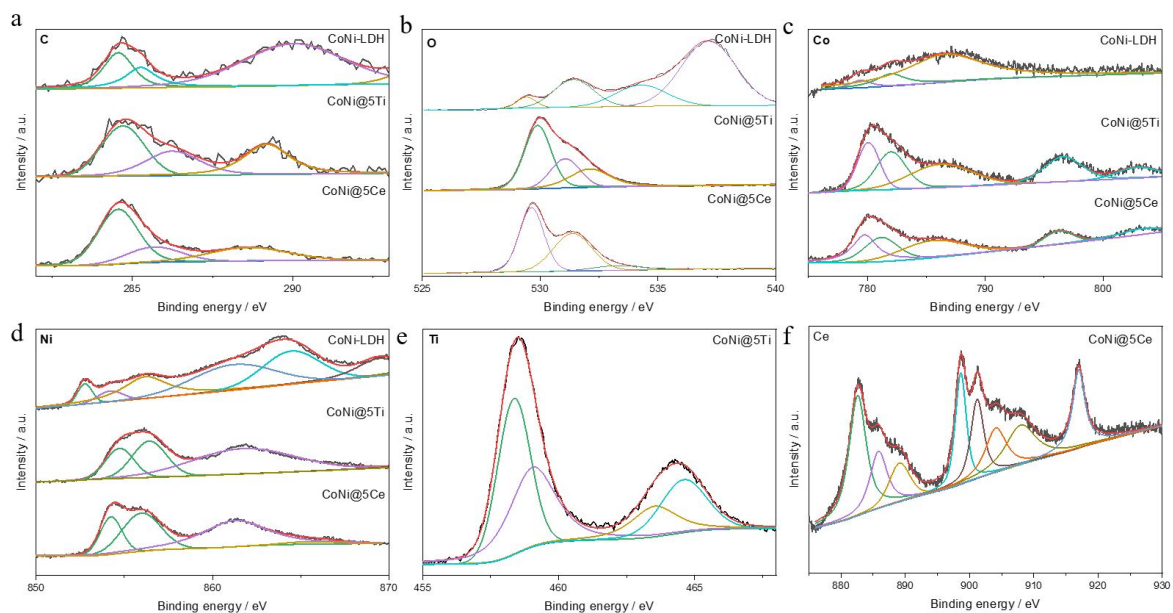 a
C
CoNi-LDH
CoNi@5Ti
CoNi@5Ce
Intensity / a.u.
285 290
Binding energy / eV
b
O
CoNi-LDH
CoNi@5Ti
CoNi@5Ce
Intensity / a.u.
525 530 535 540
Binding energy / eV
c
Co
CoNi-LDH
CoNi@5Ti
CoNi@5Ce
Intensity / a.u.
780 790 800
Binding energy / eV
d
Ni
CoNi-LDH
CoNi@5Ti
CoNi@5Ce
Intensity / a.u.
850 860 870
Binding energy / eV
e
Ti
CoNi@5Ti
Intensity / a.u.
455 460 465
Binding energy / eV
f
Ce
CoNi@5Ce
Intensity / a.u.
880 890 900 910 920 930
Binding energy / eV